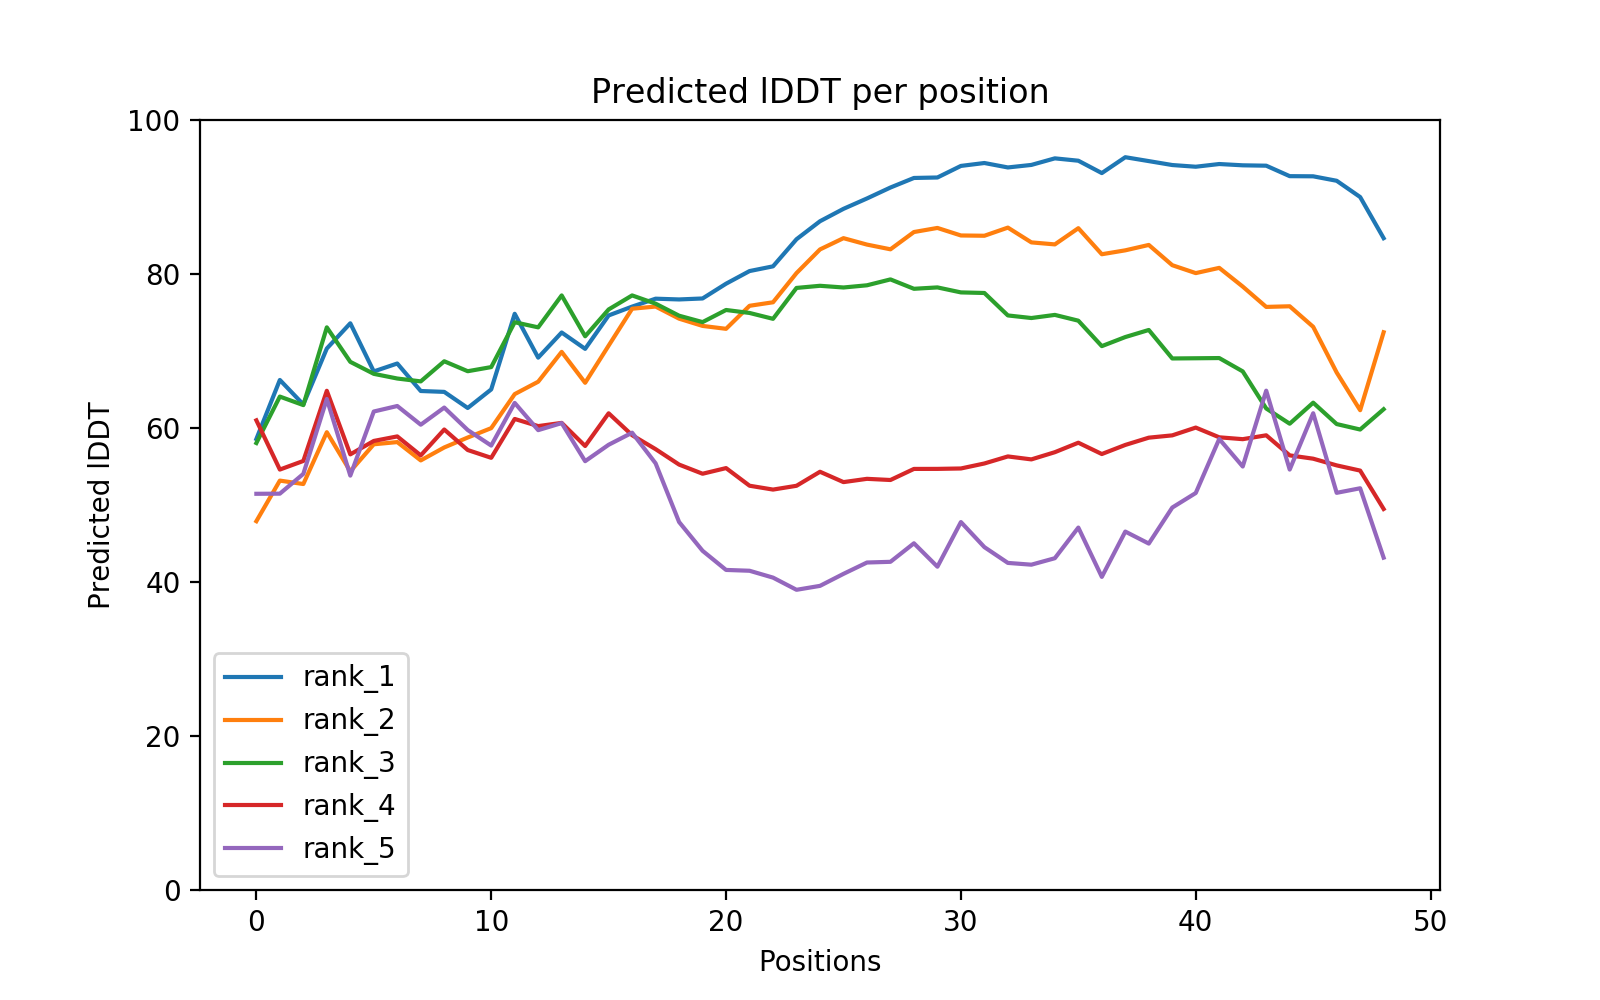 Predicted lDDT per position
100
80
60
40
20
0
Predicted lDDT
rank_1
rank_2
rank_3
rank_4
rank_5
0 10 20 30 40 50
Positions